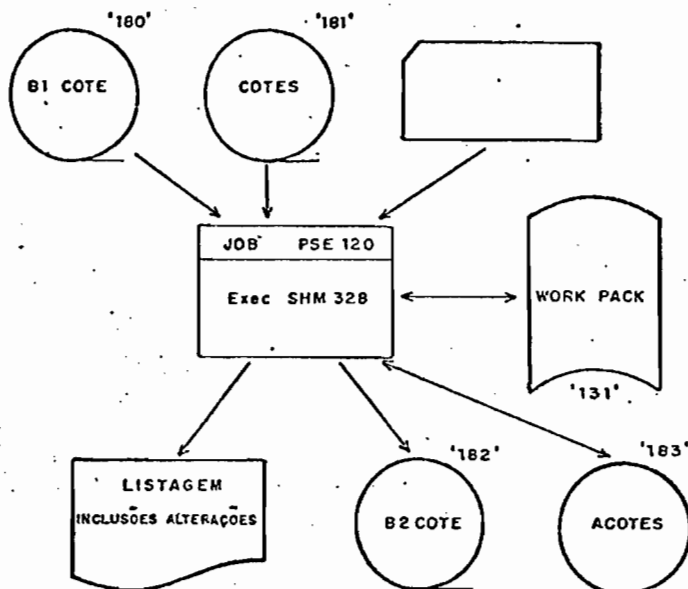 '180'
'181'
B1 COTE
COTES
JOB PSE 120
Exec SHM 328
WORK PACK
'131'
'182'
'183'
LISTAGEM
INCLUSÕES ALTERAÇÕES
B2 COTE
ACOTES